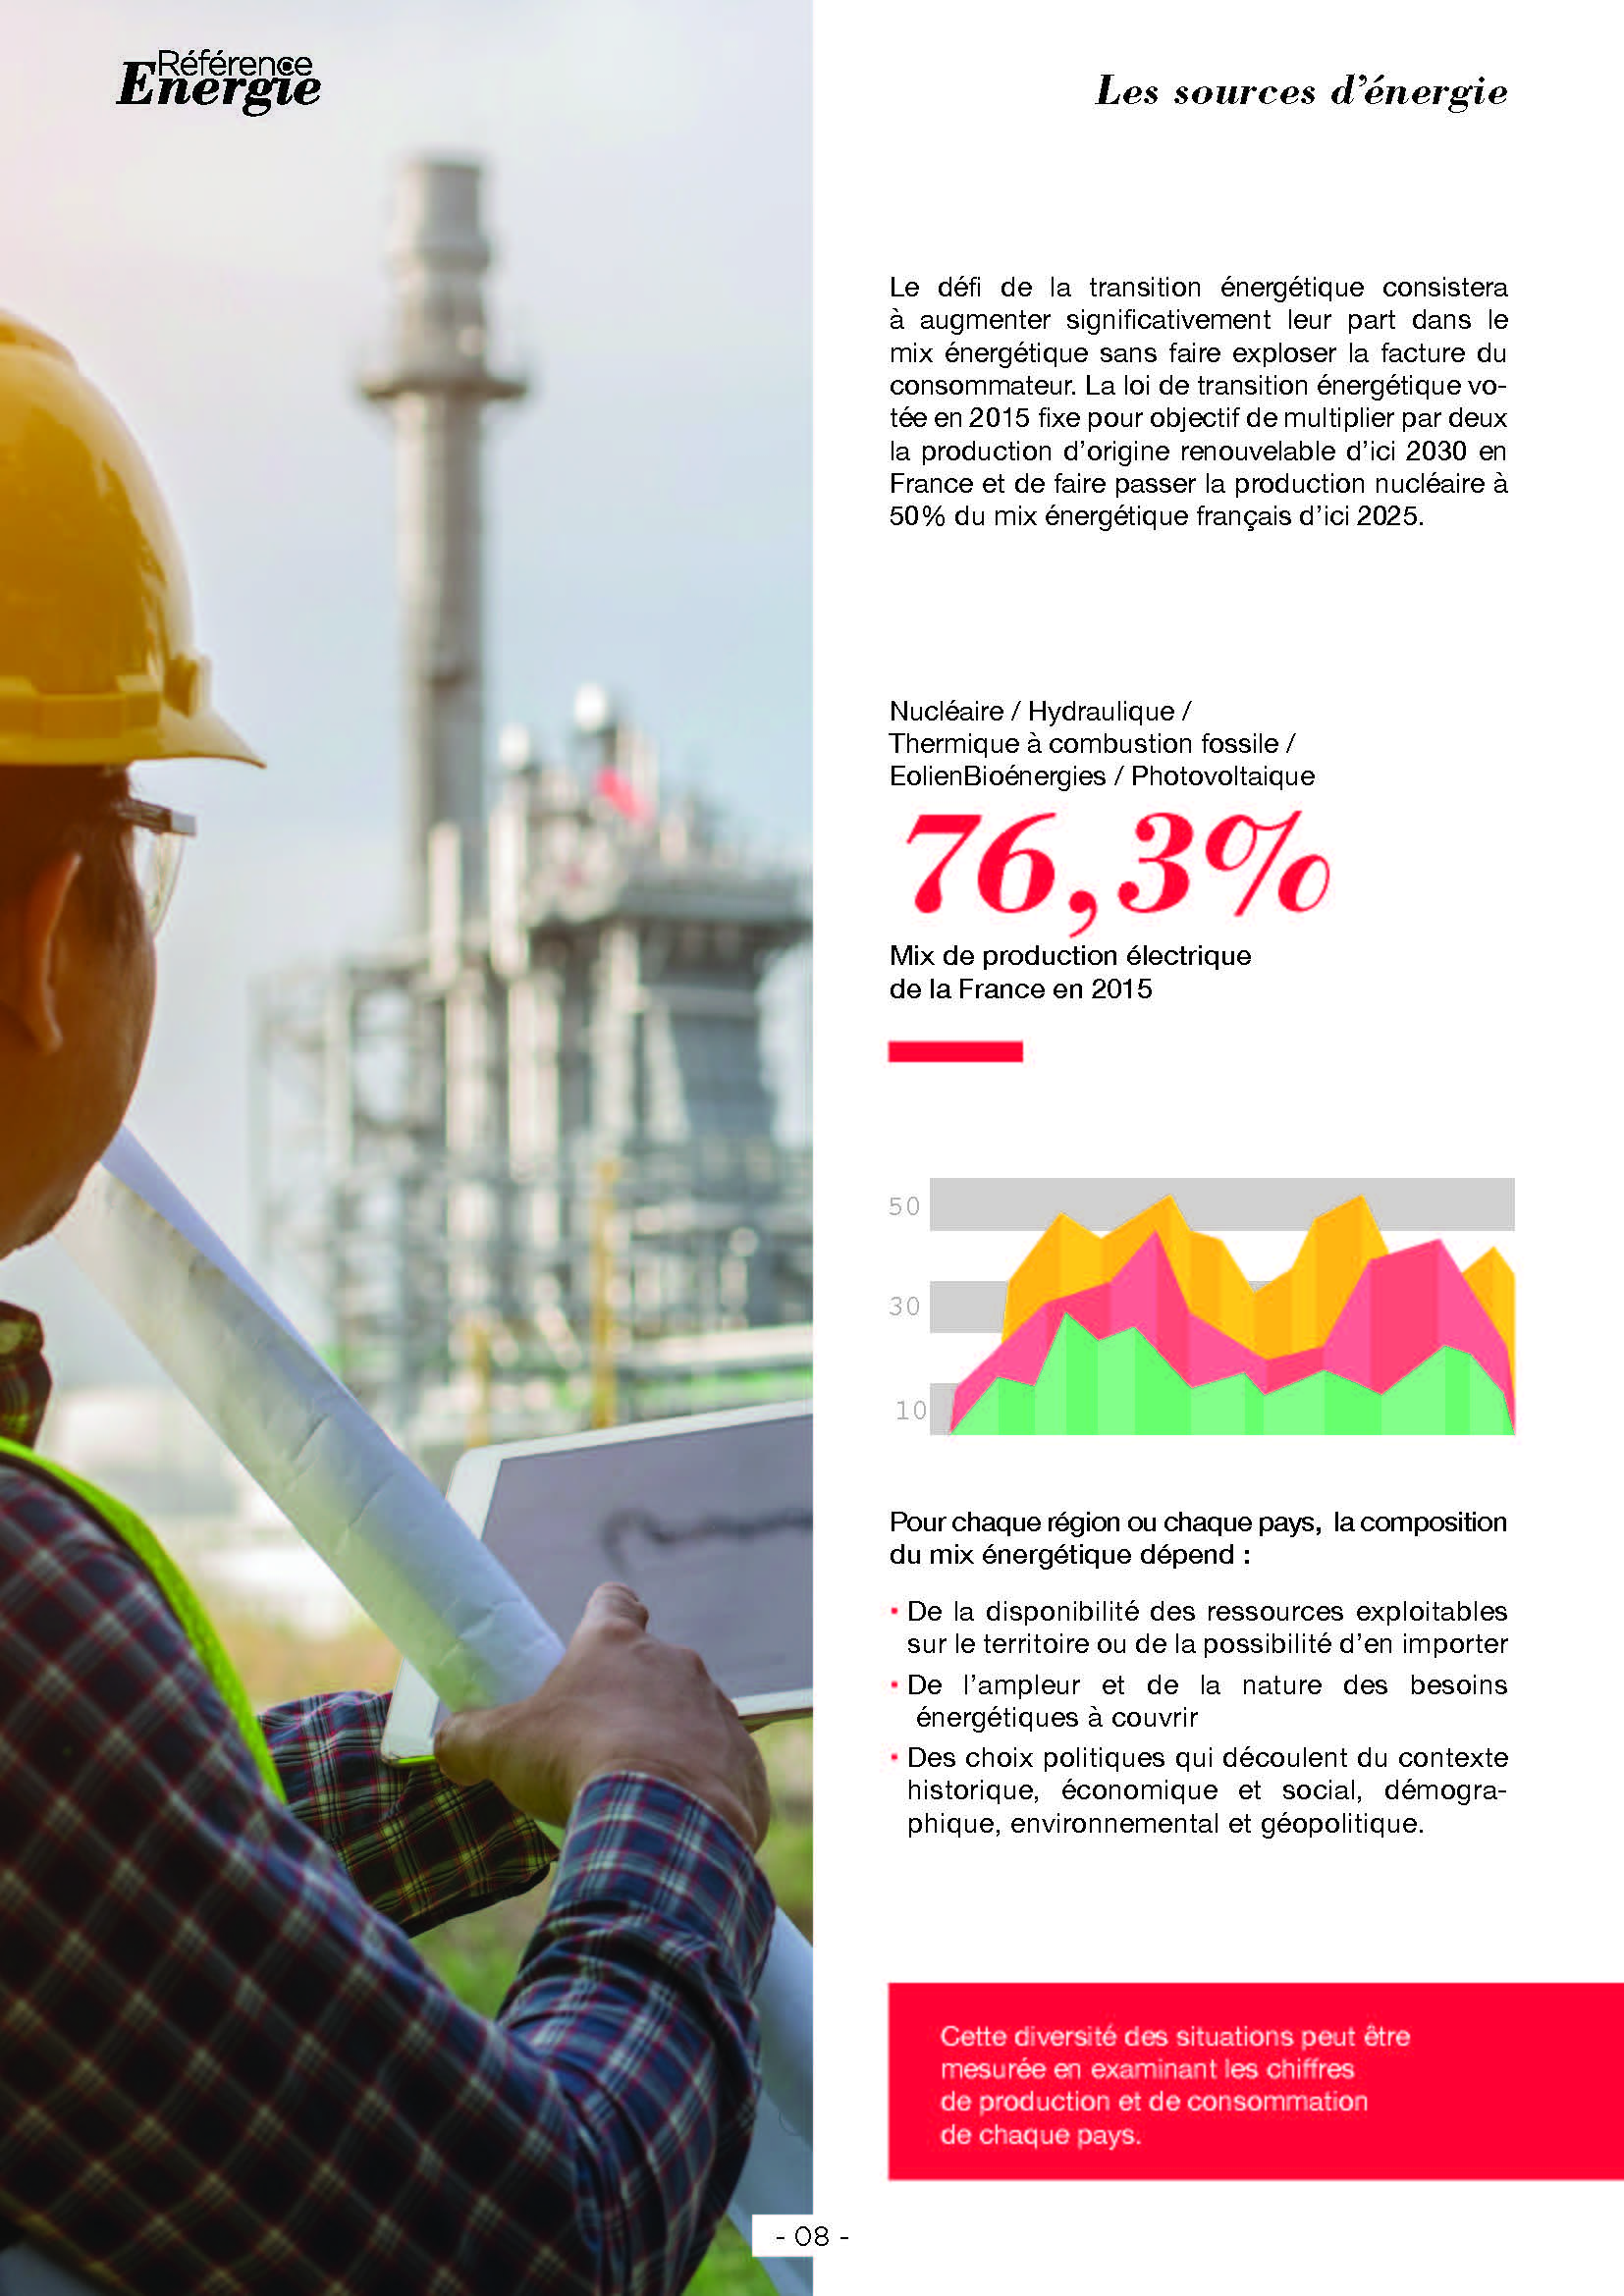 Référence
Energie
Les sources d’énergie
Le défi de la transition énergétique consistera
à augmenter significativement leur part dans le
mix énergétique sans faire exploser la facture du
consommateur. La loi de transition énergétique vo-
tée en 2015 fixe pour objectif de multiplier par deux
la production d’origine renouvelable d’ici 2030 en
France et de faire passer la production nucléaire à
50% du mix énergétique français d’ici 2025.
Nucléaire / Hydraulique /
Thermique à combustion fossile /
EolienBioénergies / Photovoltaique
76,3%
Mix de production électrique
de la France en 2015
50
30
10
Pour chaque région ou chaque pays, la composition
du mix énergétique dépend :
• De la disponibilité des ressources exploitables
sur le territoire ou de la possibilité d’en importer
• De l’ampleur et de la nature des besoins
énergétiques à couvrir
• Des choix politiques qui découlent du contexte
historique, économique et social, démogra-
phique, environnemental et géopolitique.
Cette diversité des situations peut être
mesurée en examinant les chiffres
de production et de consommation
de chaque pays.
- 08 -